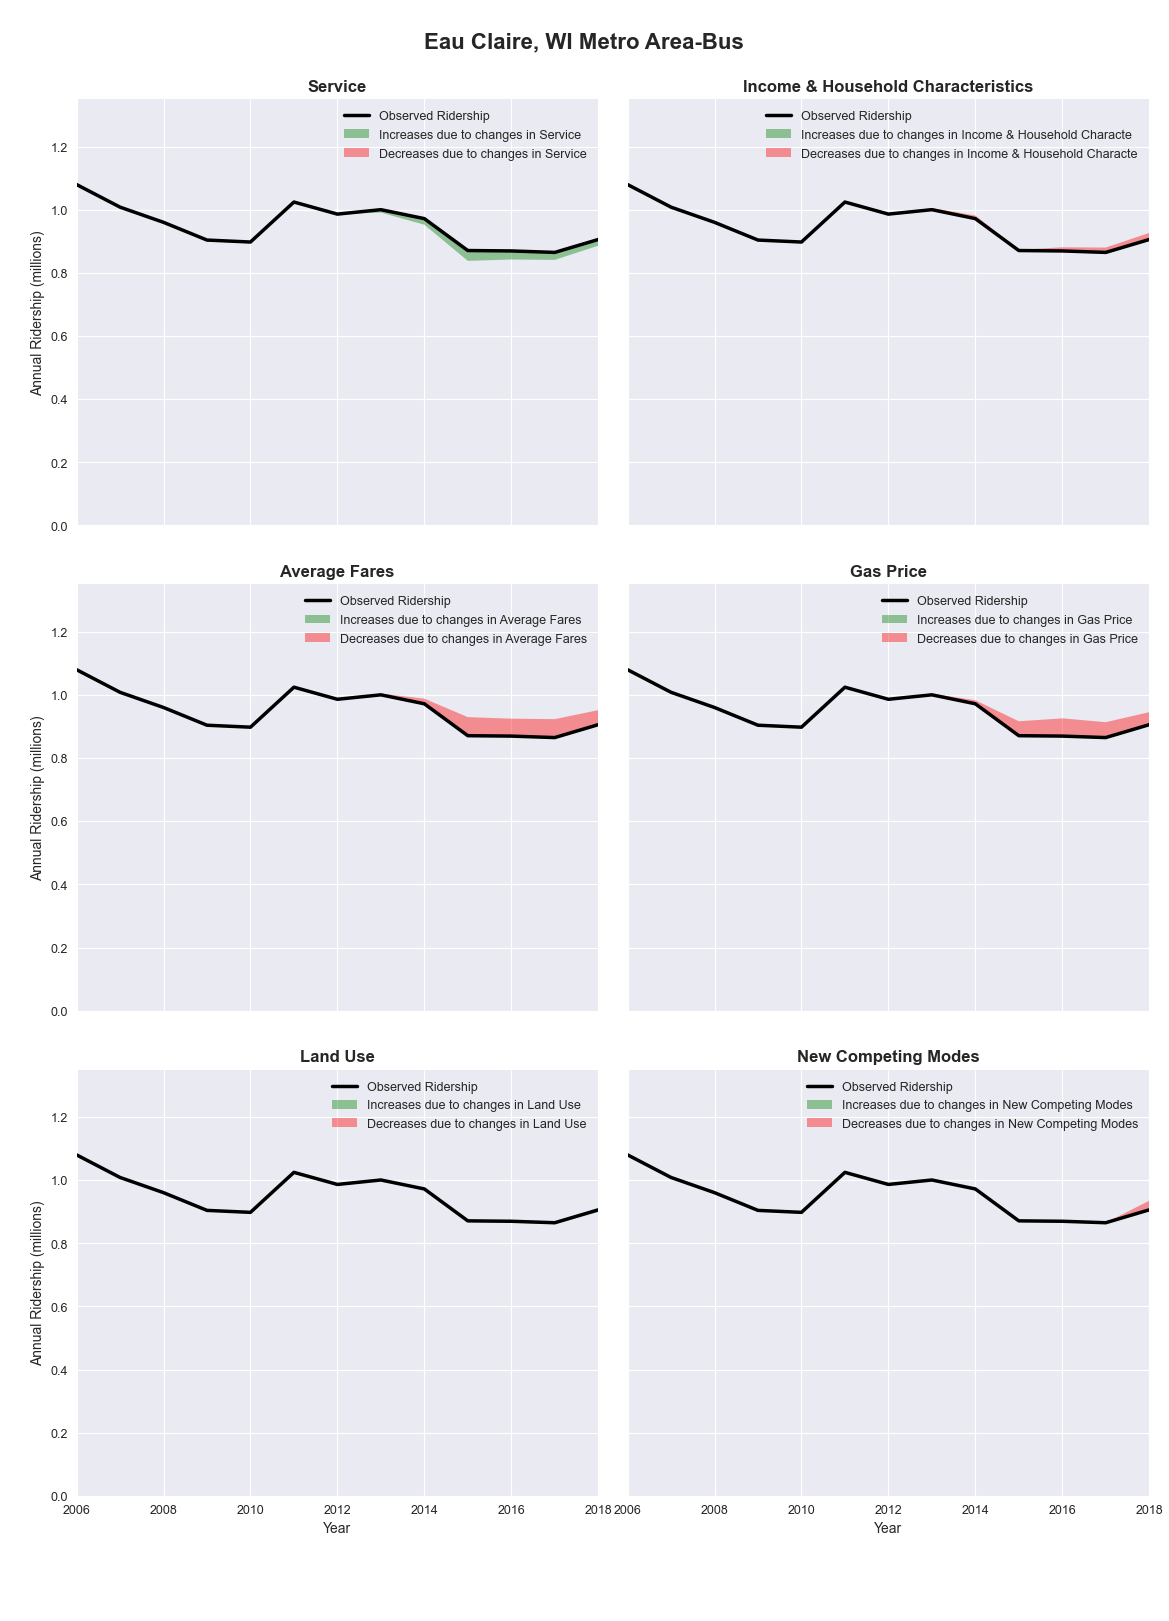 Eau Claire, WI Metro Area-Bus
Service
Observed Ridership
Increases due to changes in Service
Decreases due to changes in Service
Annual Ridership (millions)
1.2
1.0
0.8
0.6
0.4
0.2
0.0
Income & Household Characteristics
Observed Ridership
Increases due to changes in Income & Household Characte
Decreases due to changes in Income & Household Characte
Average Fares
Observed Ridership
Increases due to changes in Average Fares
Decreases due to changes in Average Fares
Annual Ridership (millions)
1.2
1.0
0.8
0.6
0.4
0.2
0.0
Gas Price
Observed Ridership
Increases due to changes in Gas Price
Decreases due to changes in Gas Price
Land Use
Observed Ridership
Increases due to changes in Land Use
Decreases due to changes in Land Use
Annual Ridership (millions)
1.2
1.0
0.8
0.6
0.4
0.2
0.0
2006 2008 2010 2012 2014 2016 2018
Year
New Competing Modes
Observed Ridership
Increases due to changes in New Competing Modes
Decreases due to changes in New Competing Modes
2006 2008 2010 2012 2014 2016 2018
Year